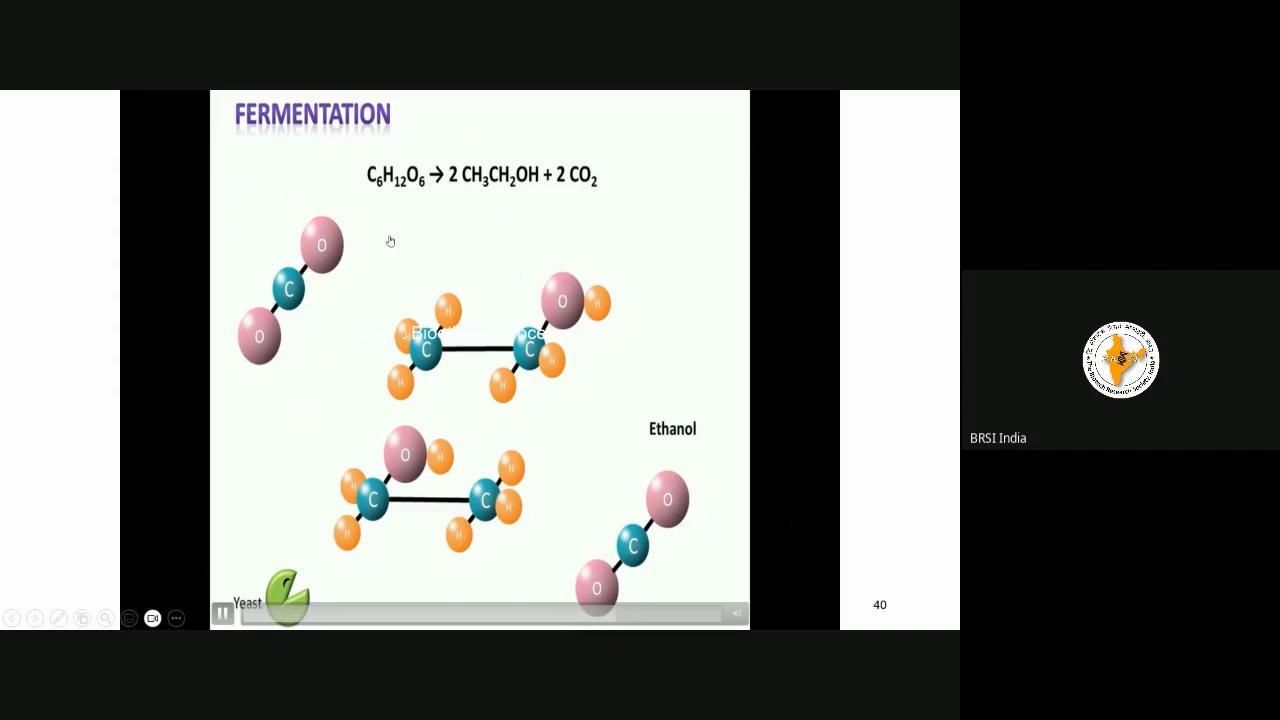 FERMENTATION
C₆H₁₂O₆ → 2 CH₃CH₂OH + 2 CO₂
O
C
O
H
H
C
H
O
H
C
H
H
Ethanol
O
H
H
C
H
C
H
H
H
O
C
O
Yeast
40
BRSI India